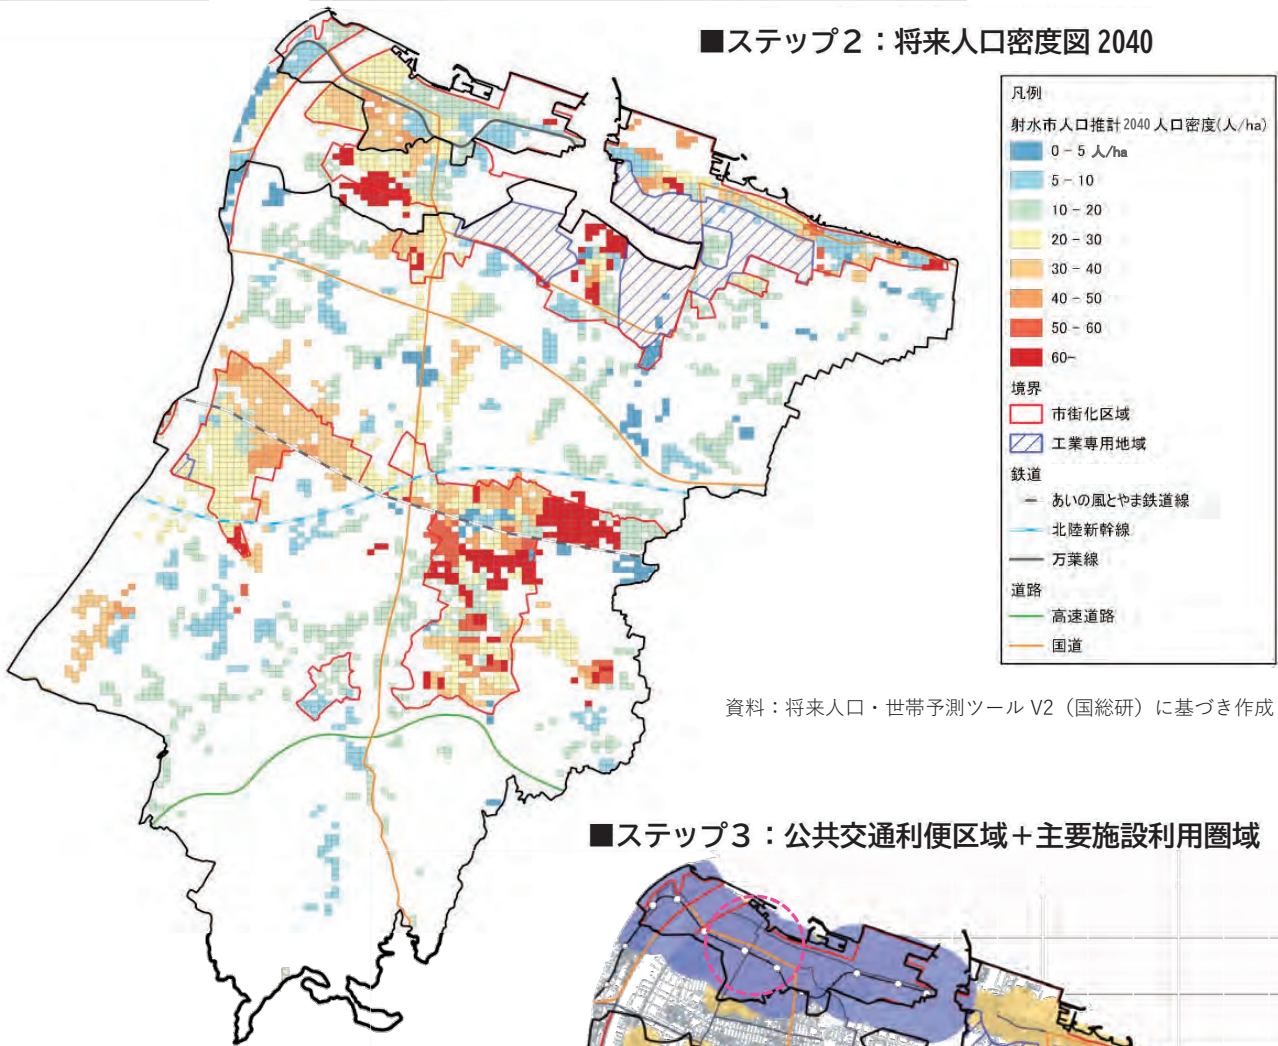 ■ステップ２：将来人口密度図 2040
凡例
射水市人口推計2040 人口密度(人/ha)
0 - 5 人/ha
5 - 10
10 - 20
20 - 30
30 - 40
40 - 50
50 - 60
60-
境界
市街化区域
工業専用地域
鉄道
あいの風とやま鉄道線
北陸新幹線
万葉線
道路
高速道路
国道
資料：将来人口・世帯予測ツール V2（国総研）に基づき作成
■ステップ３：公共交通利便区域＋主要施設利用圏域